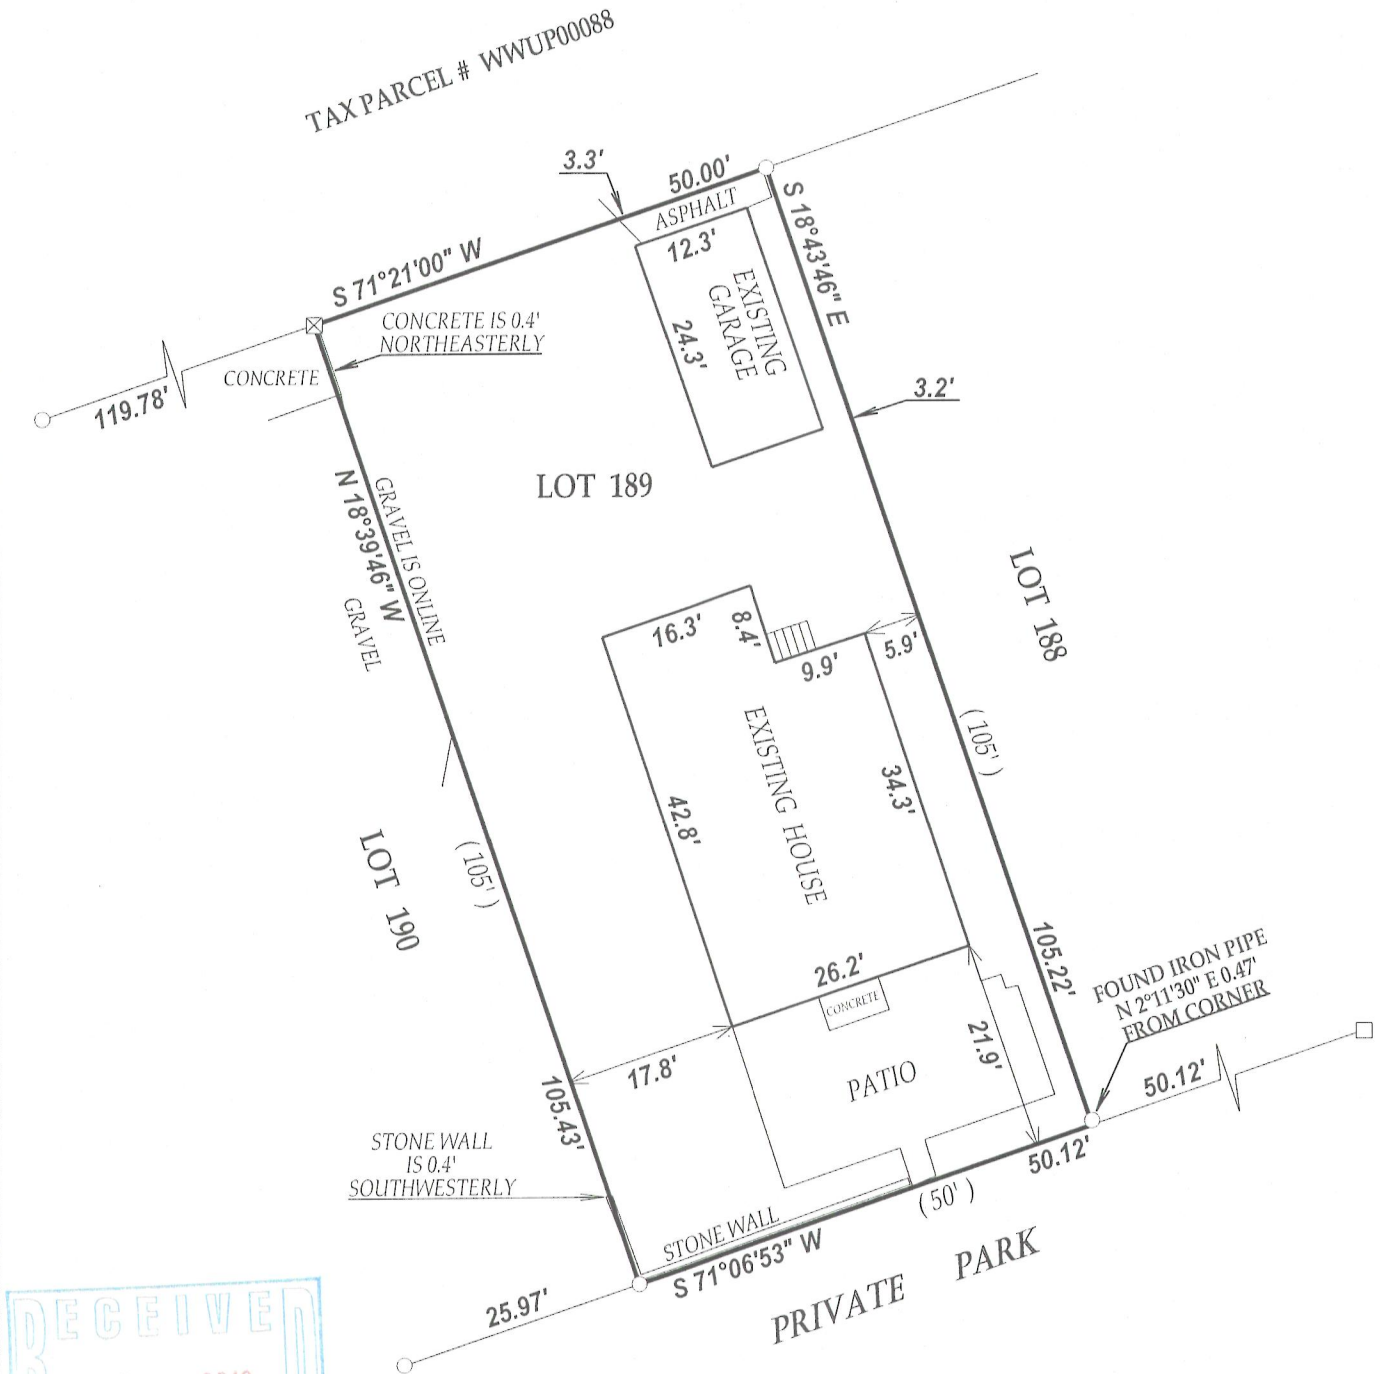 TAX PARCEL # WWUP00088
3.3'
50.00'
ASPHALT
S 71°21'00" W
12.3'
S 18°43'46" E
EXISTING
GARAGE
24.3'
CONCRETE IS 0.4'
NORTHEASTERLY
CONCRETE
119.78'
3.2'
LOT 189
N 18°39'46" W
GRAVEL IS ONLINE
GRAVEL
LOT 188
16.3'
8.4'
9.9'
5.9'
EXISTING HOUSE
(105')
34.3'
42.8'
LOT 190
(105')
105.22'
FOUND IRON PIPE
N 2°11'30" E 0.47'
FROM CORNER
26.2'
CONCRETE
21.9'
17.8'
PATIO
50.12'
105.43'
STONE WALL
IS 0.4'
SOUTHWESTERLY
50.12'
(50')
STONE WALL
S 71°06'53" W
PRIVATE PARK
25.97'
RECEIVED